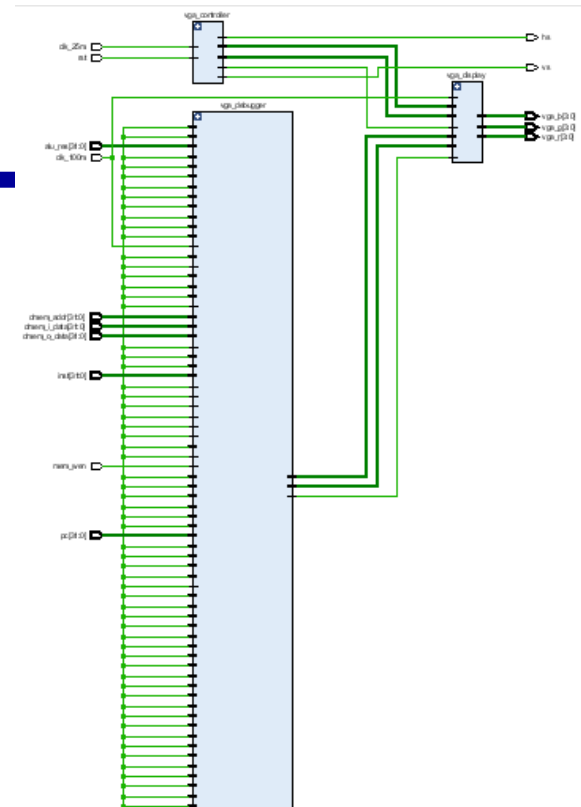 vga_controller
clk_25m
rst
hs
vs
vga_display
vga_b[3:0]
vga_g[3:0]
vga_r[3:0]
vga_debugger
alu_res[31:0]
clk_100m
dmem_addr[31:0]
dmem_i_data[31:0]
dmem_o_data[31:0]
inst[31:0]
mem_wen
pc[31:0]